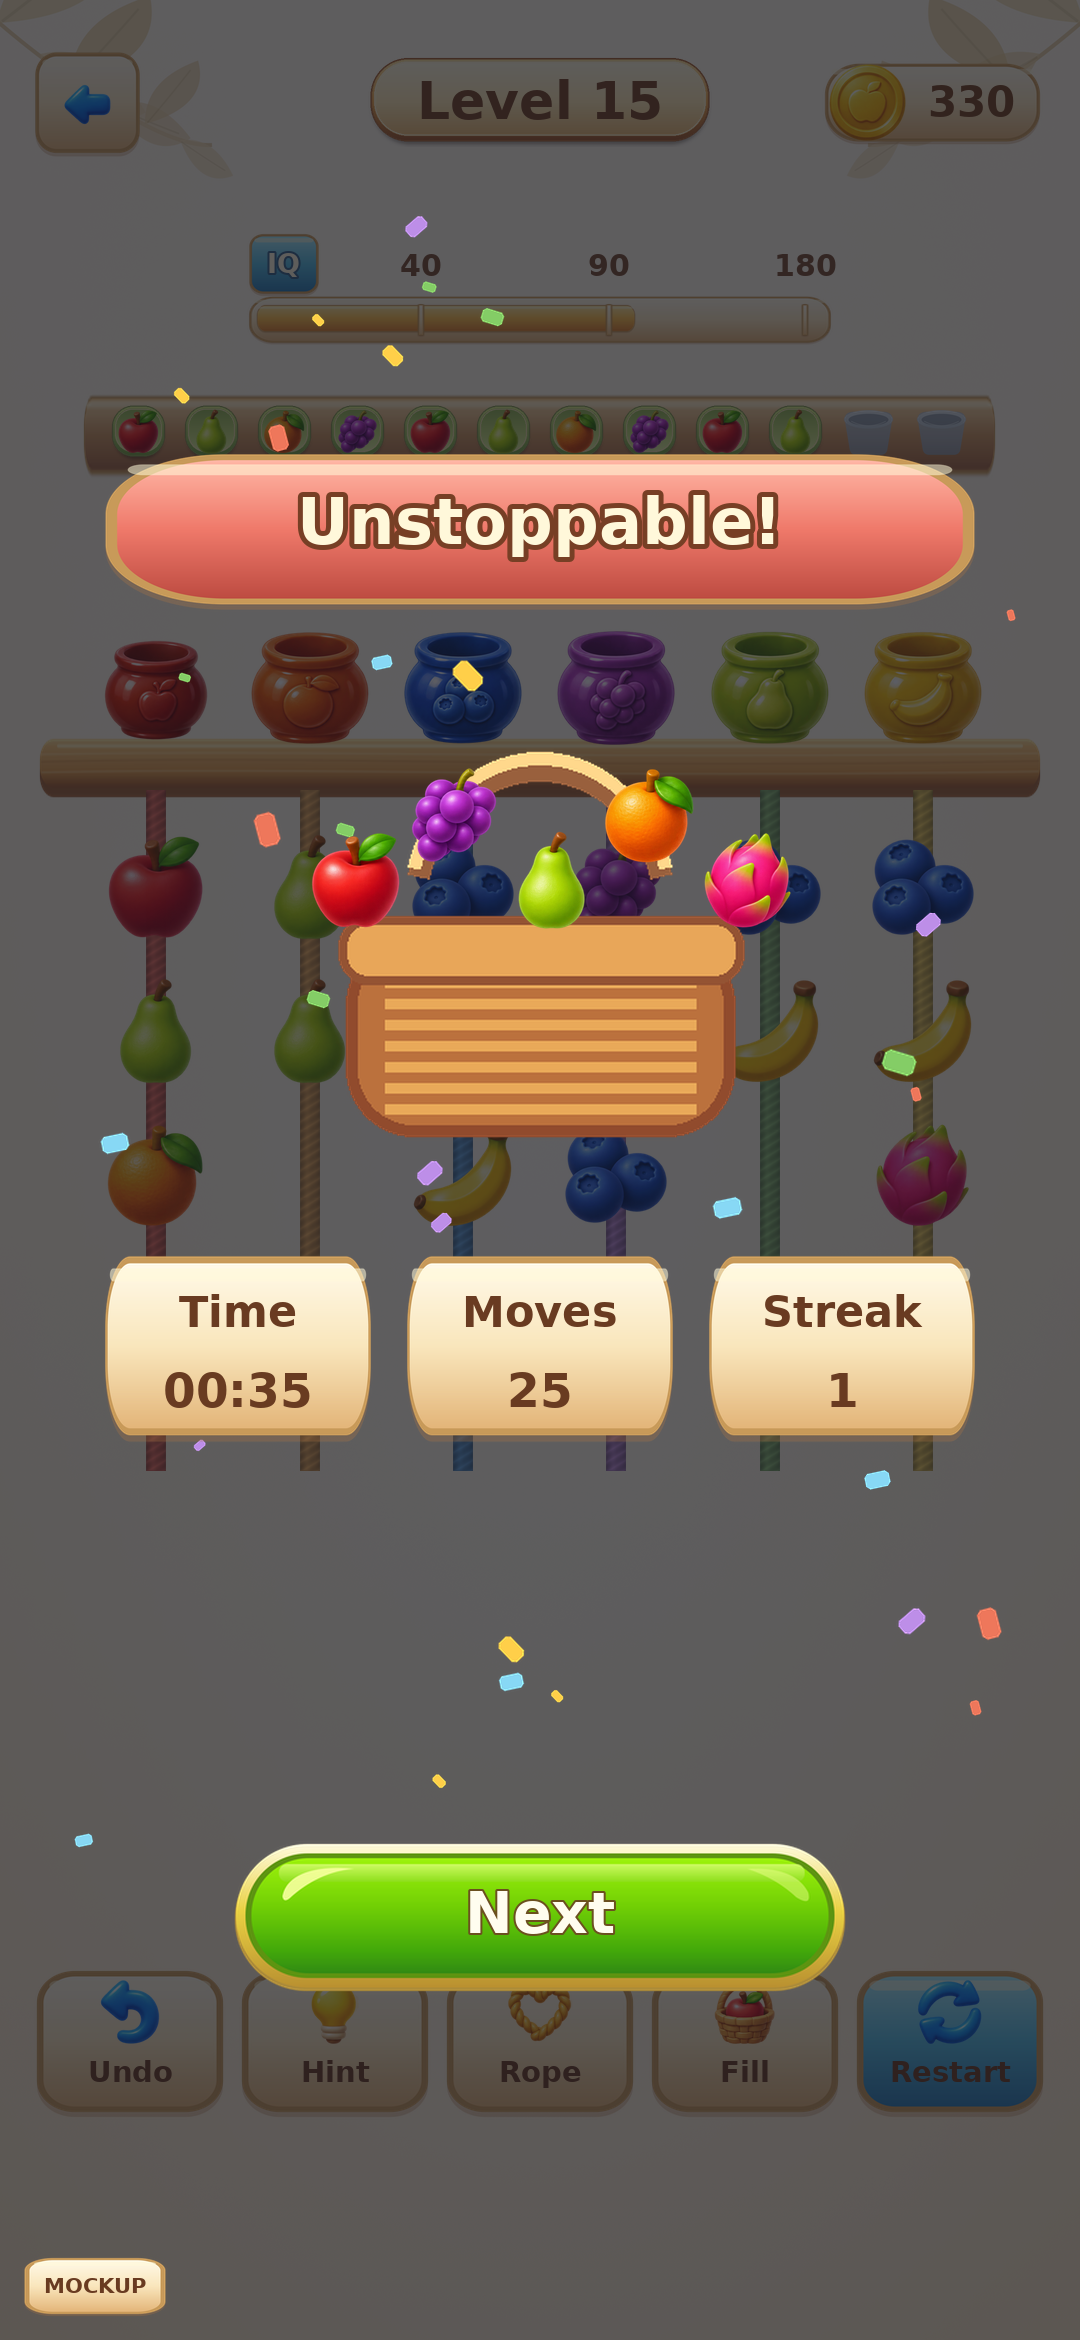 Level 15
330
IQ 40 90 180
Unstoppable!
Time Moves Streak
00:35 25 1
Next
Undo Hint Rope Fill Restart
MOCKUP